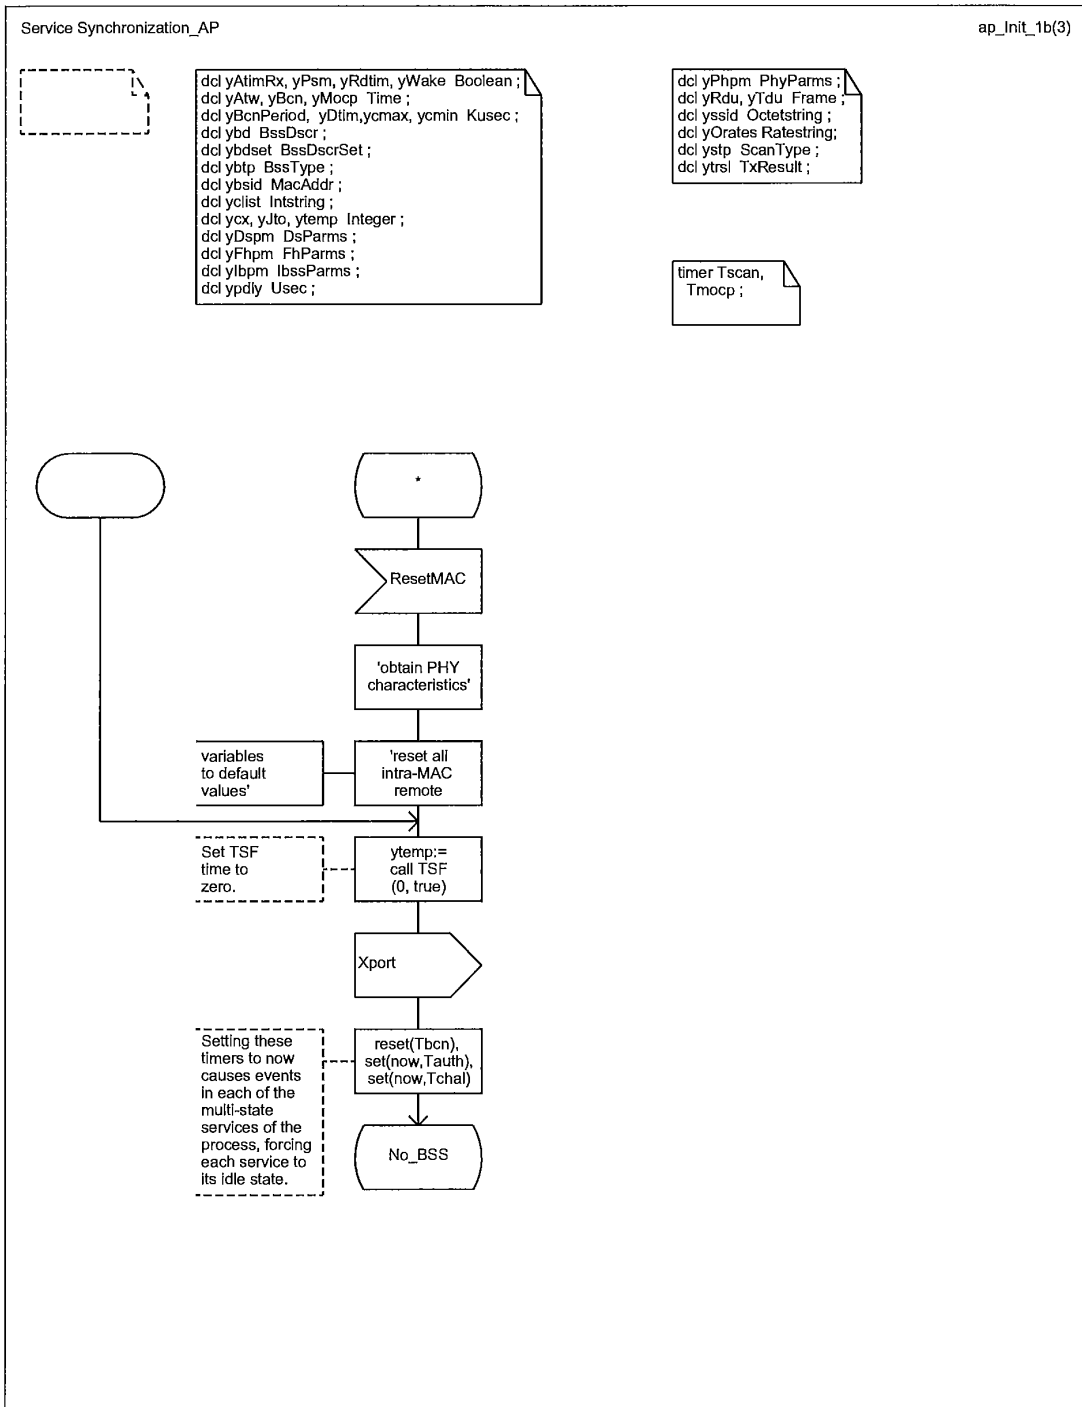 Service Synchronization_AP
ap_Init_1b(3)
dcl yAtimRx, yPsm, yRdtim, yWake Boolean ;
dcl yAtw, yBcn, yMocp Time ;
dcl yBcnPeriod, yDtim,ycmax, ycmin Kusec ;
dcl ybd BssDscr ;
dcl ybdset BssDscrSet ;
dcl ybtp BssType ;
dcl ybsid MacAddr ;
dcl yclist Intstring ;
dcl ycx, yJto, ytemp Integer ;
dcl yDspm DsParms ;
dcl yFhpm FhParms ;
dcl yIbpm IbssParms ;
dcl ypdly Usec ;
dcl yPhpm PhyParms ;
dcl yRdu, yTdu Frame ;
dcl yssid Octetstring ;
dcl yOrates Ratestring;
dcl ystp ScanType ;
dcl ytrsl TxResult ;
timer Tscan,
Tmocp ;
*
ResetMAC
'obtain PHY
characteristics'
variables
to default
values'
'reset all
intra-MAC
remote
Set TSF
time to
zero.
ytemp:=
call TSF
(0, true)
Xport
Setting these
timers to now
causes events
in each of the
multi-state
services of the
process, forcing
each service to
its idle state.
reset(Tbcn),
set(now,Tauth),
set(now,Tchal)
No_BSS